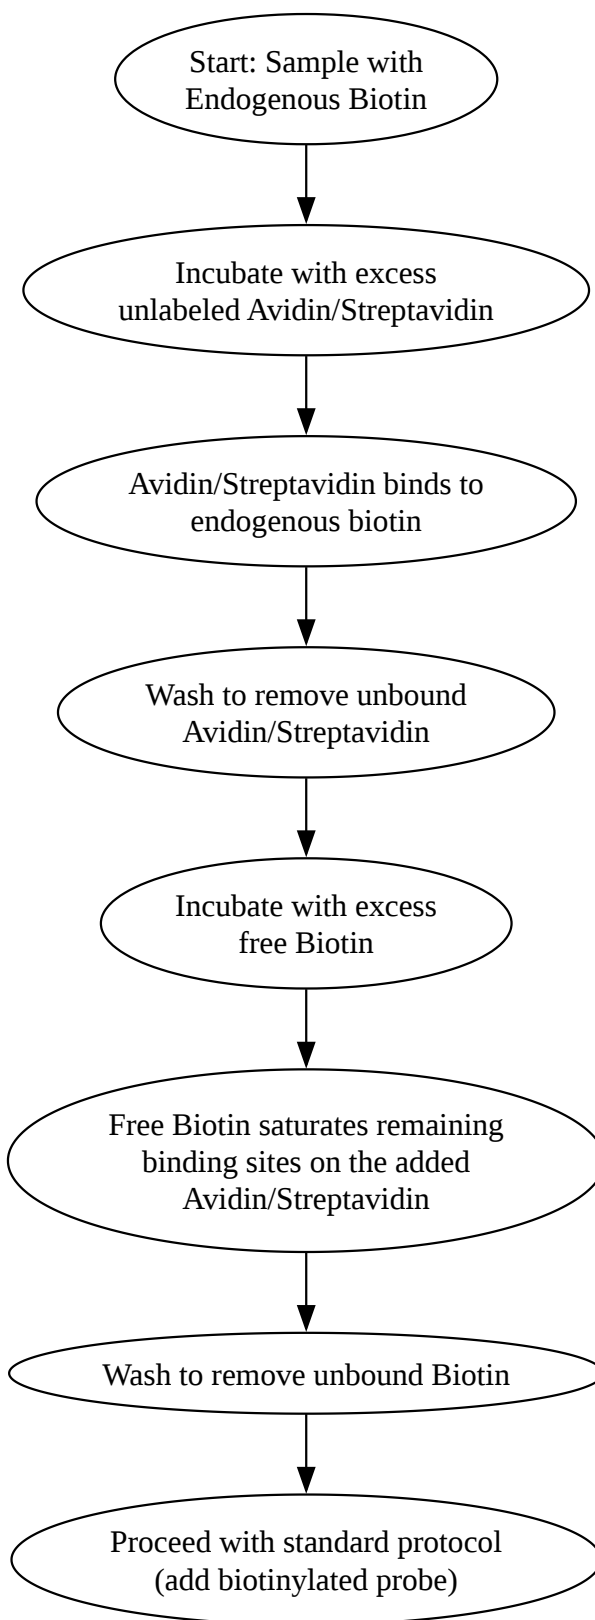 Start: Sample with
Endogenous Biotin
Incubate with excess
unlabeled Avidin/Streptavidin
Avidin/Streptavidin binds to
endogenous biotin
Wash to remove unbound
Avidin/Streptavidin
Incubate with excess
free Biotin
Free Biotin saturates remaining
binding sites on the added
Avidin/Streptavidin
Wash to remove unbound Biotin
Proceed with standard protocol
(add biotinylated probe)